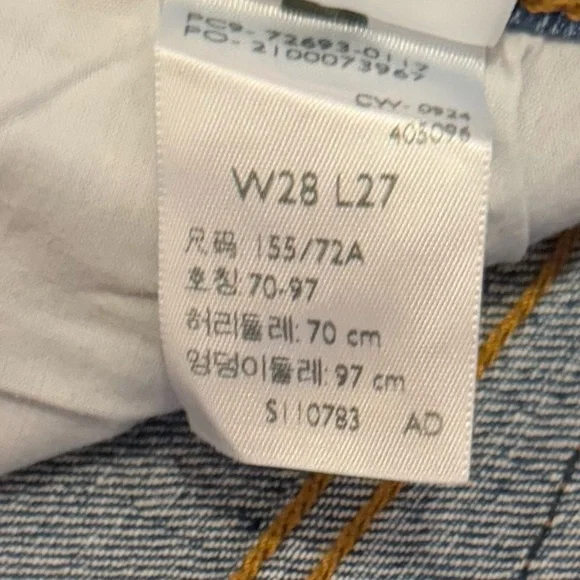 PC9-72693-0117
PO-2100073967
CW-0924
405096
W28 L27
尺码: 155/72A
호칭: 70-97
허리둘레: 70 cm
엉덩이둘레: 97 cm
S110783 AD